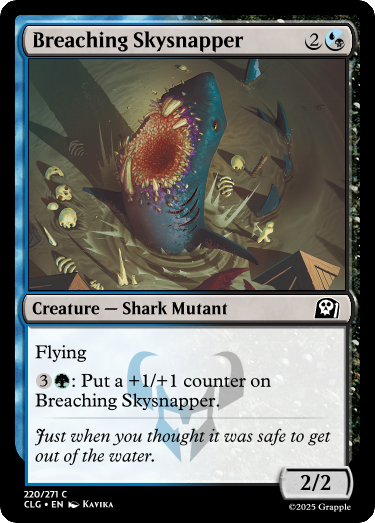 Breaching Skysnapper 2
Creature — Shark Mutant
Flying
3: Put a +1/+1 counter on
Breaching Skysnapper.
Just when you thought it was safe to get
out of the water.
2/2
220/271 C
CLG • EN Kavika
©2025 Grapple